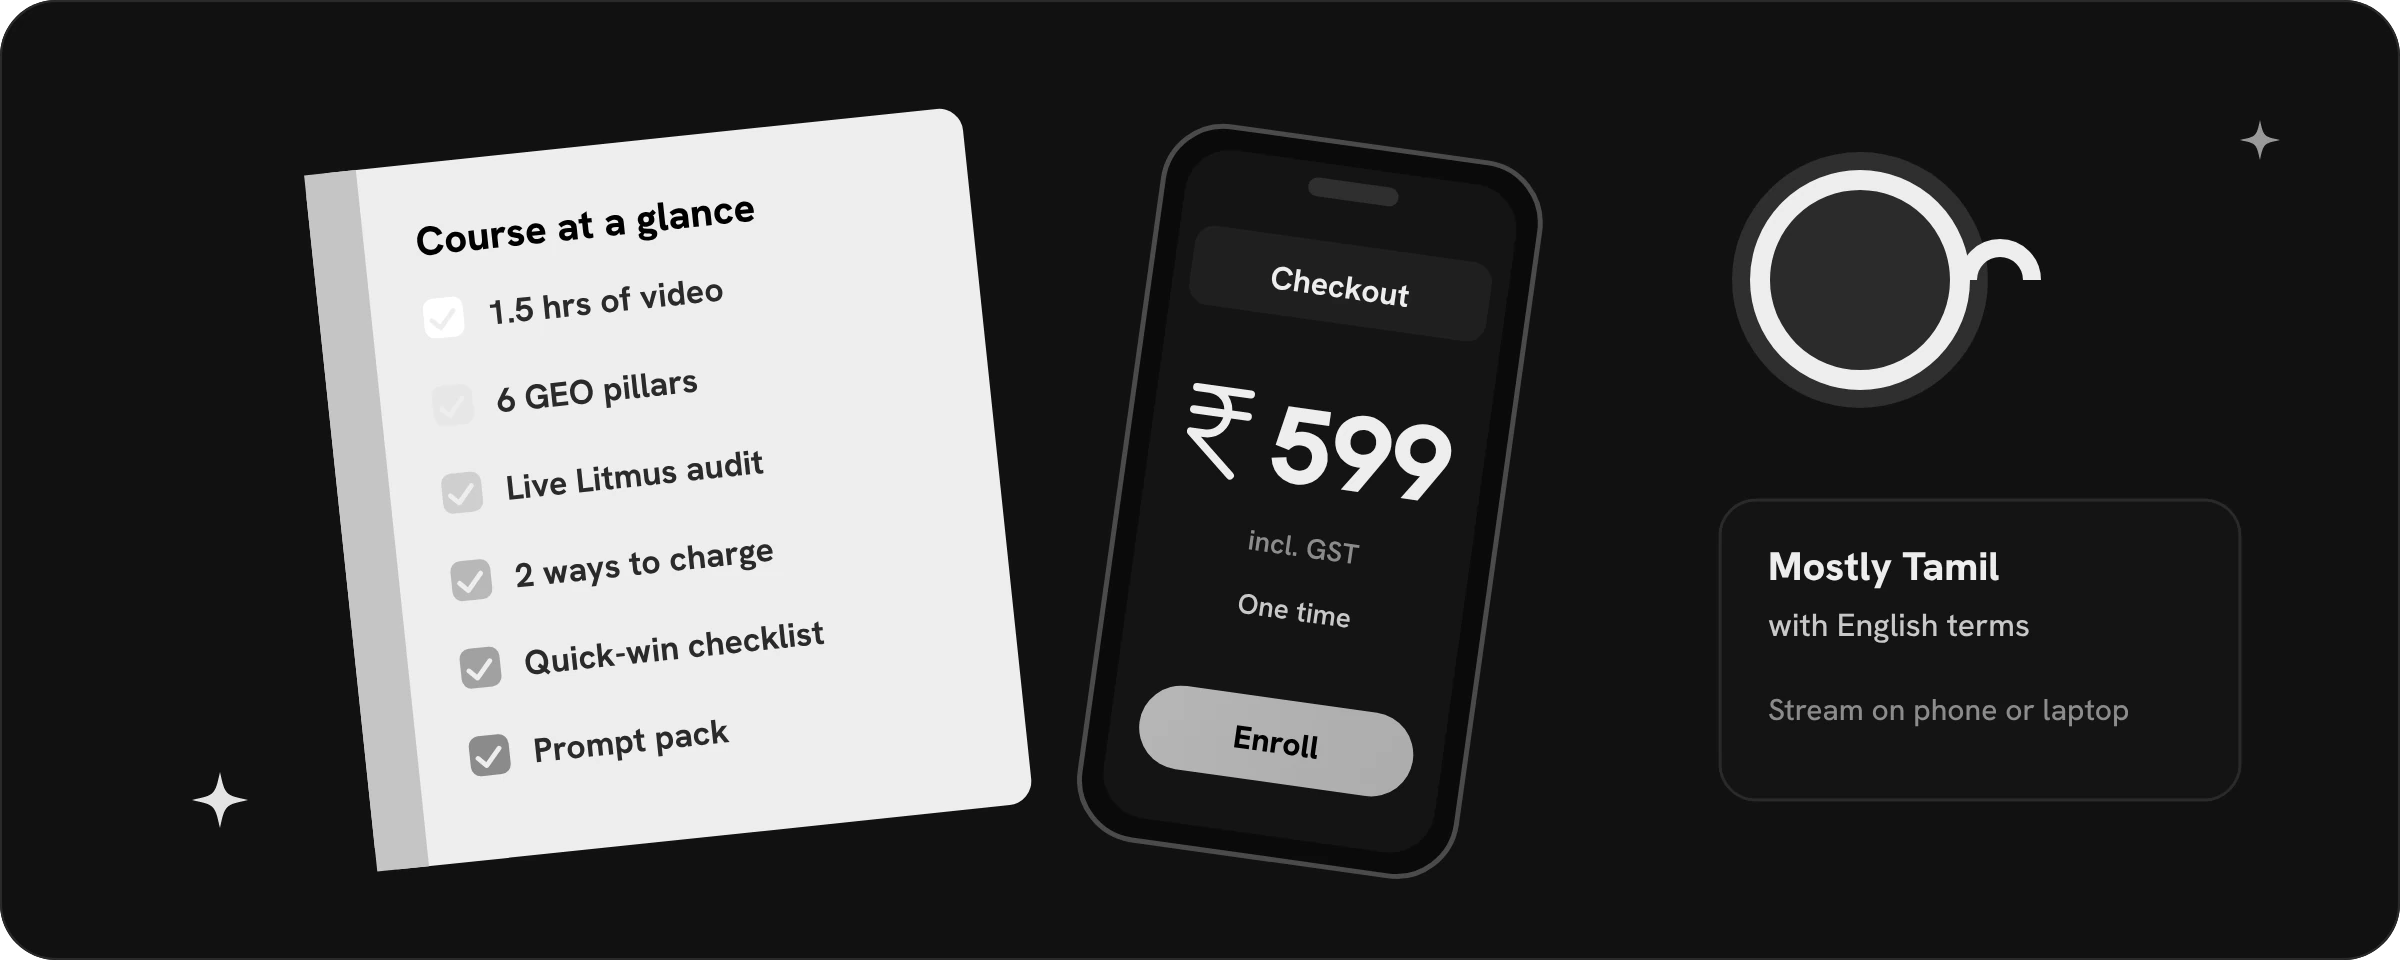 Course at a glance
1.5 hrs of video
6 GEO pillars
Live Litmus audit
2 ways to charge
Quick-win checklist
Prompt pack
Checkout
₹ 599
incl. GST
One time
Enroll
Mostly Tamil
with English terms
Stream on phone or laptop